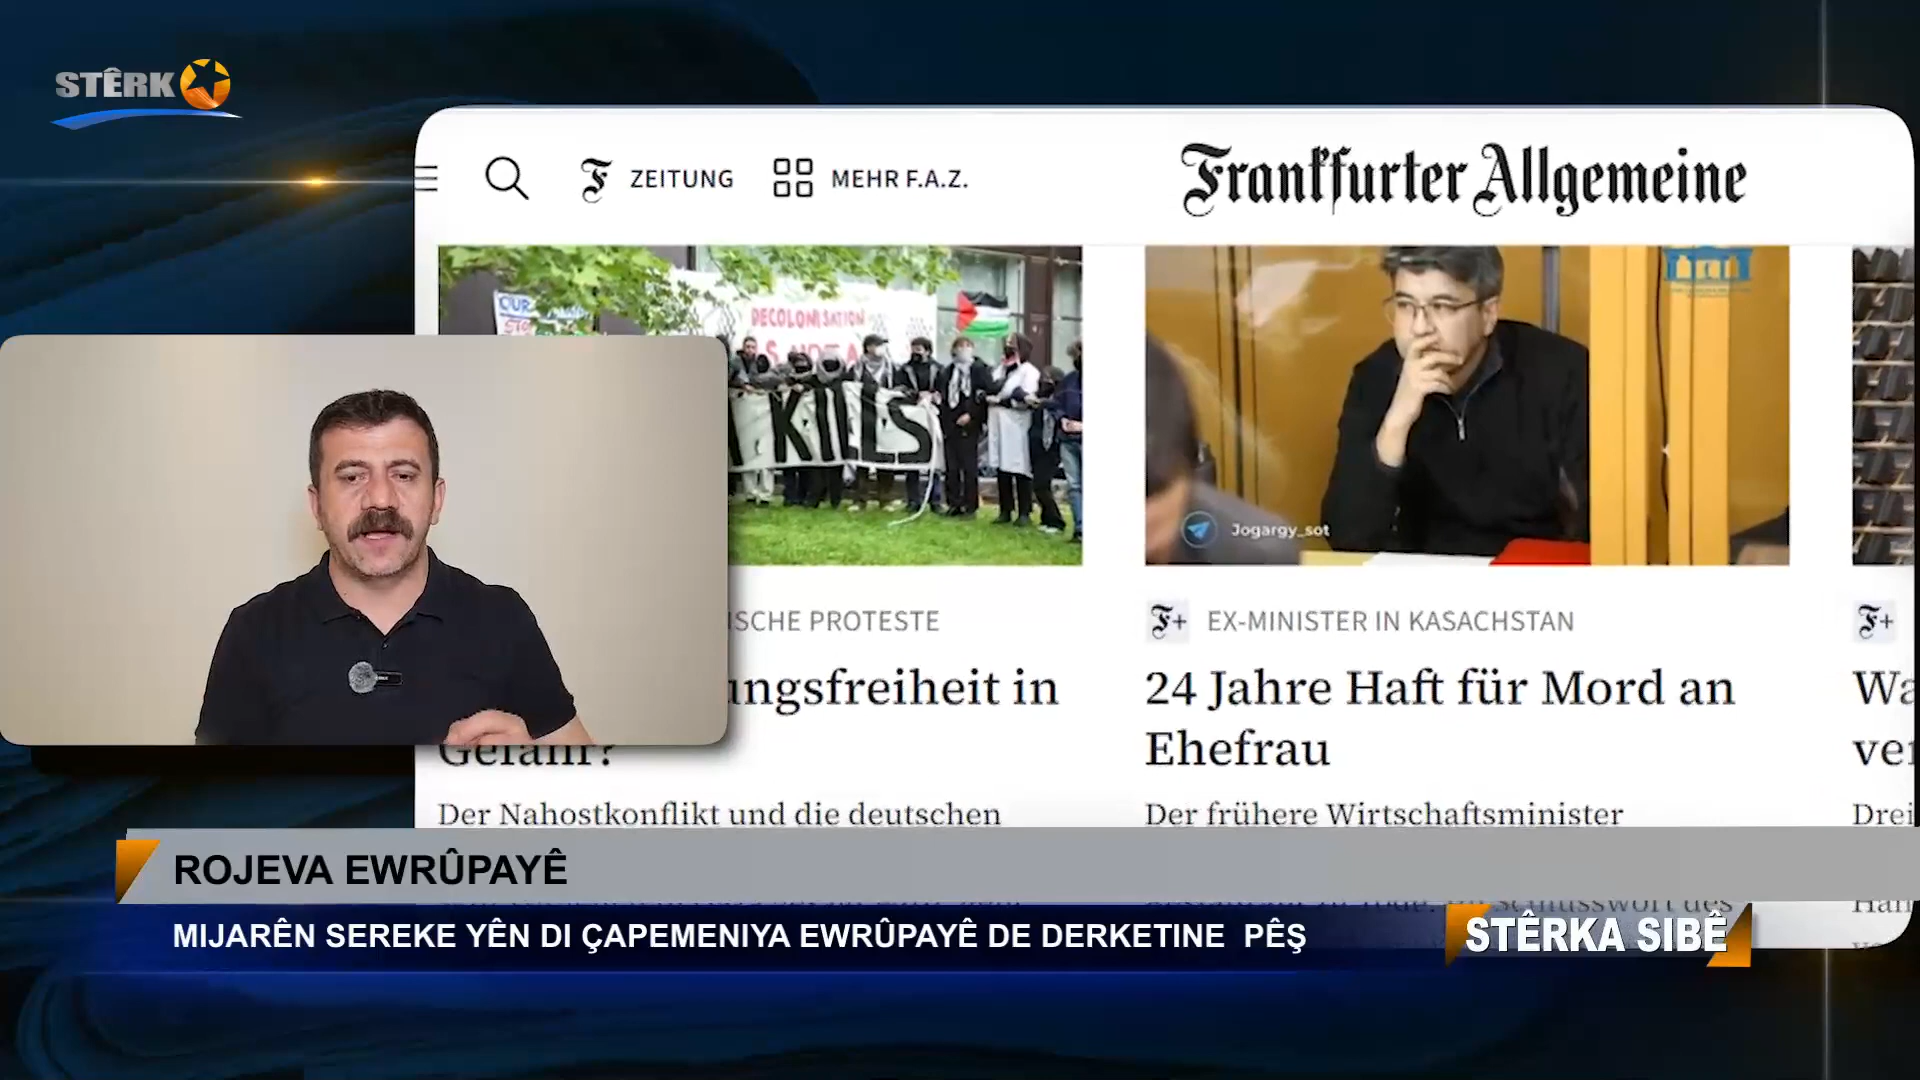 STÊRK
ZEITUNG
MEHR F.A.Z.
Frankfurter Allgemeine
DECOLONISATION
KILLS
Jogargy_sot
PROTESTE
EX-MINISTER IN KASACHSTAN
in
Gefahr?
24 Jahre Haft für Mord an
Ehefrau
Der Nahostkonflikt und die deutschen
Der frühere Wirtschaftsminister
ROJEVA EWRÛPAYÊ
MIJARÊN SEREKE YÊN DI ÇAPEMENIYA EWRÛPAYÊ DE DERKETINE PÊŞ
STÊRKA SIBÊ